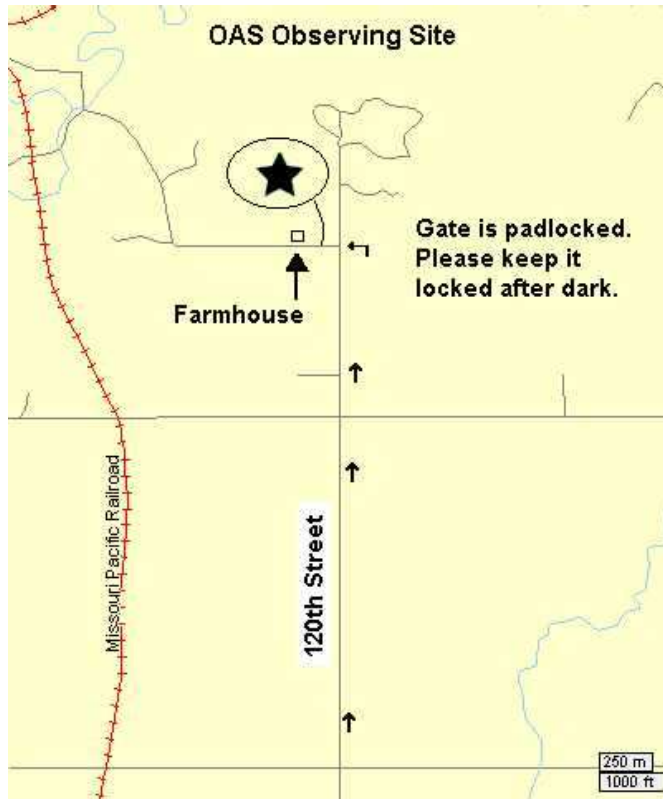 OAS Observing Site
Gate is padlocked.
Please keep it
locked after dark.
Farmhouse
Missouri Pacific Railroad
120th Street
250 m
1000 ft